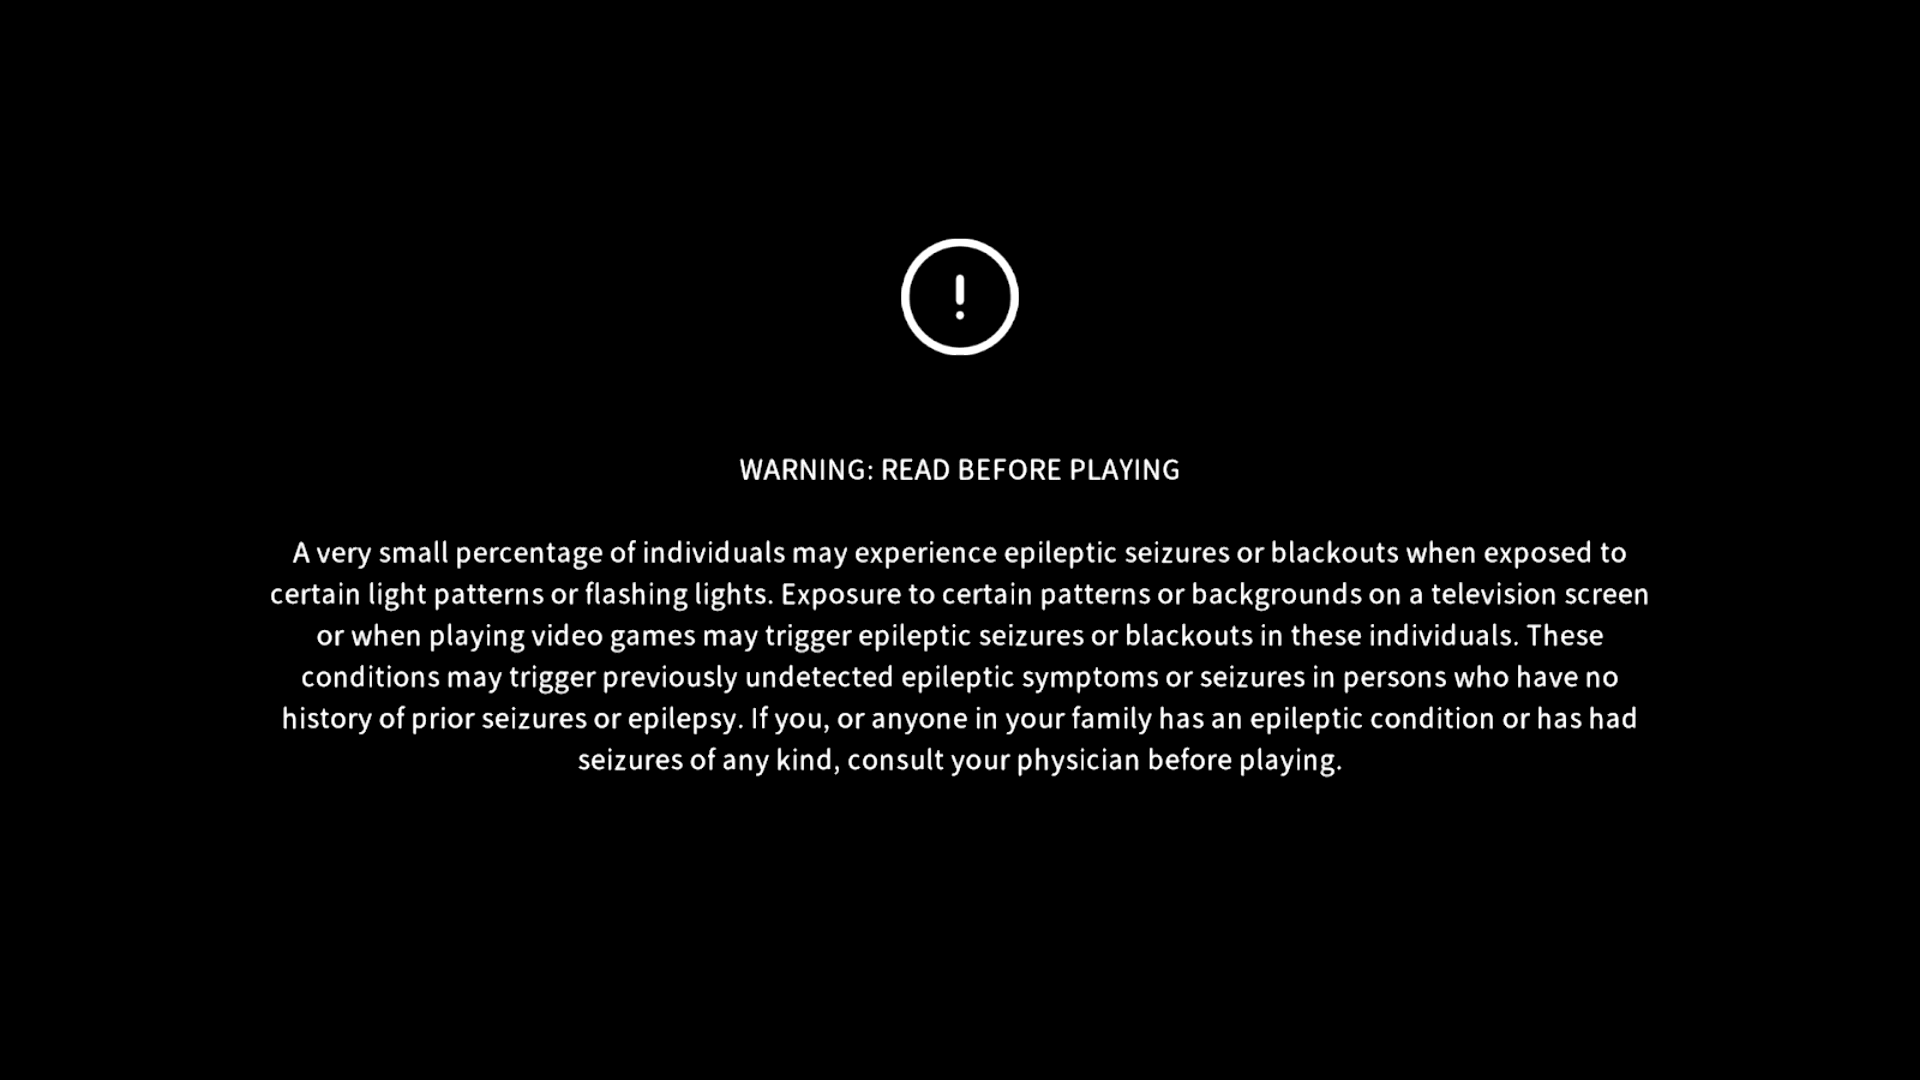 WARNING: READ BEFORE PLAYING
A very small percentage of individuals may experience epileptic seizures or blackouts when exposed to
certain light patterns or flashing lights. Exposure to certain patterns or backgrounds on a television screen
or when playing video games may trigger epileptic seizures or blackouts in these individuals. These
conditions may trigger previously undetected epileptic symptoms or seizures in persons who have no
history of prior seizures or epilepsy. If you, or anyone in your family has an epileptic condition or has had
seizures of any kind, consult your physician before playing.